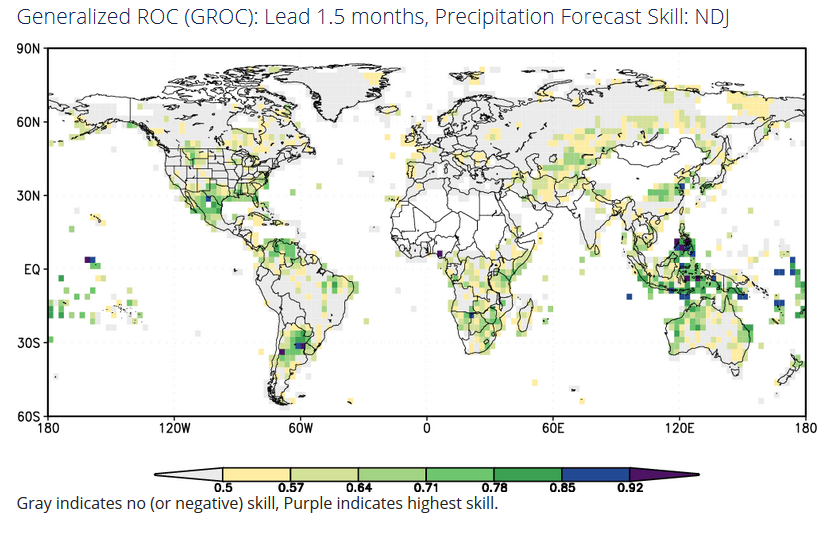 Generalized ROC (GROC): Lead 1.5 months, Precipitation Forecast Skill: NDJ
90N
60N
30N
EQ
30S
60S
180 120W 60W 0 60E 120E 180
0.5 0.57 0.64 0.71 0.78 0.85 0.92
Gray indicates no (or negative) skill, Purple indicates highest skill.